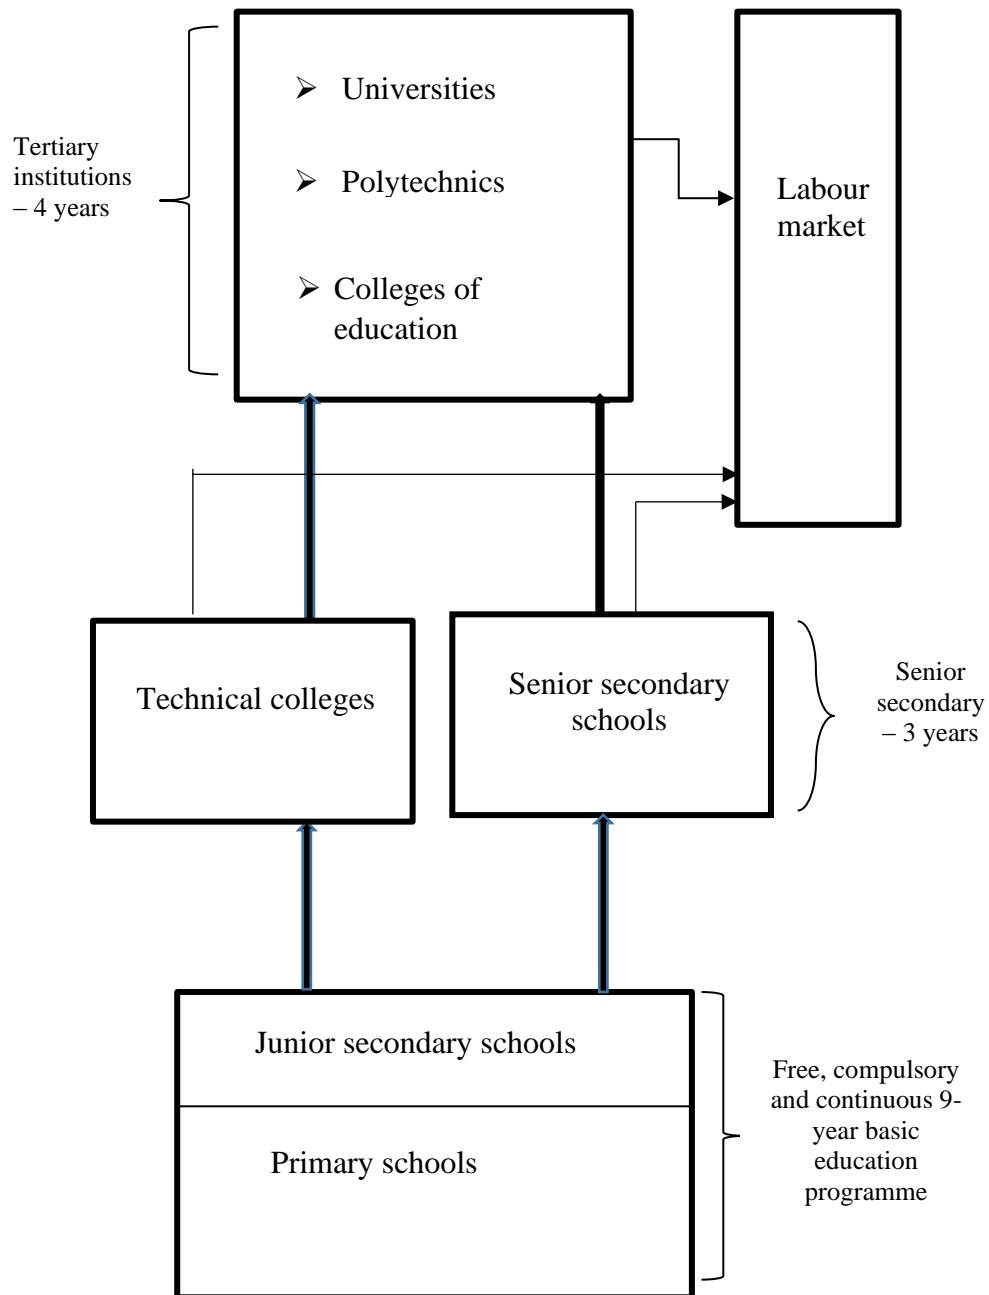 ➢ Universities
Tertiary
institutions
– 4 years
➢ Polytechnics
Labour
market
➢ Colleges of
education
Technical colleges
Senior secondary
schools
Senior
secondary
– 3 years
Junior secondary schools
Primary schools
Free, compulsory
and continuous 9-
year basic
education
programme